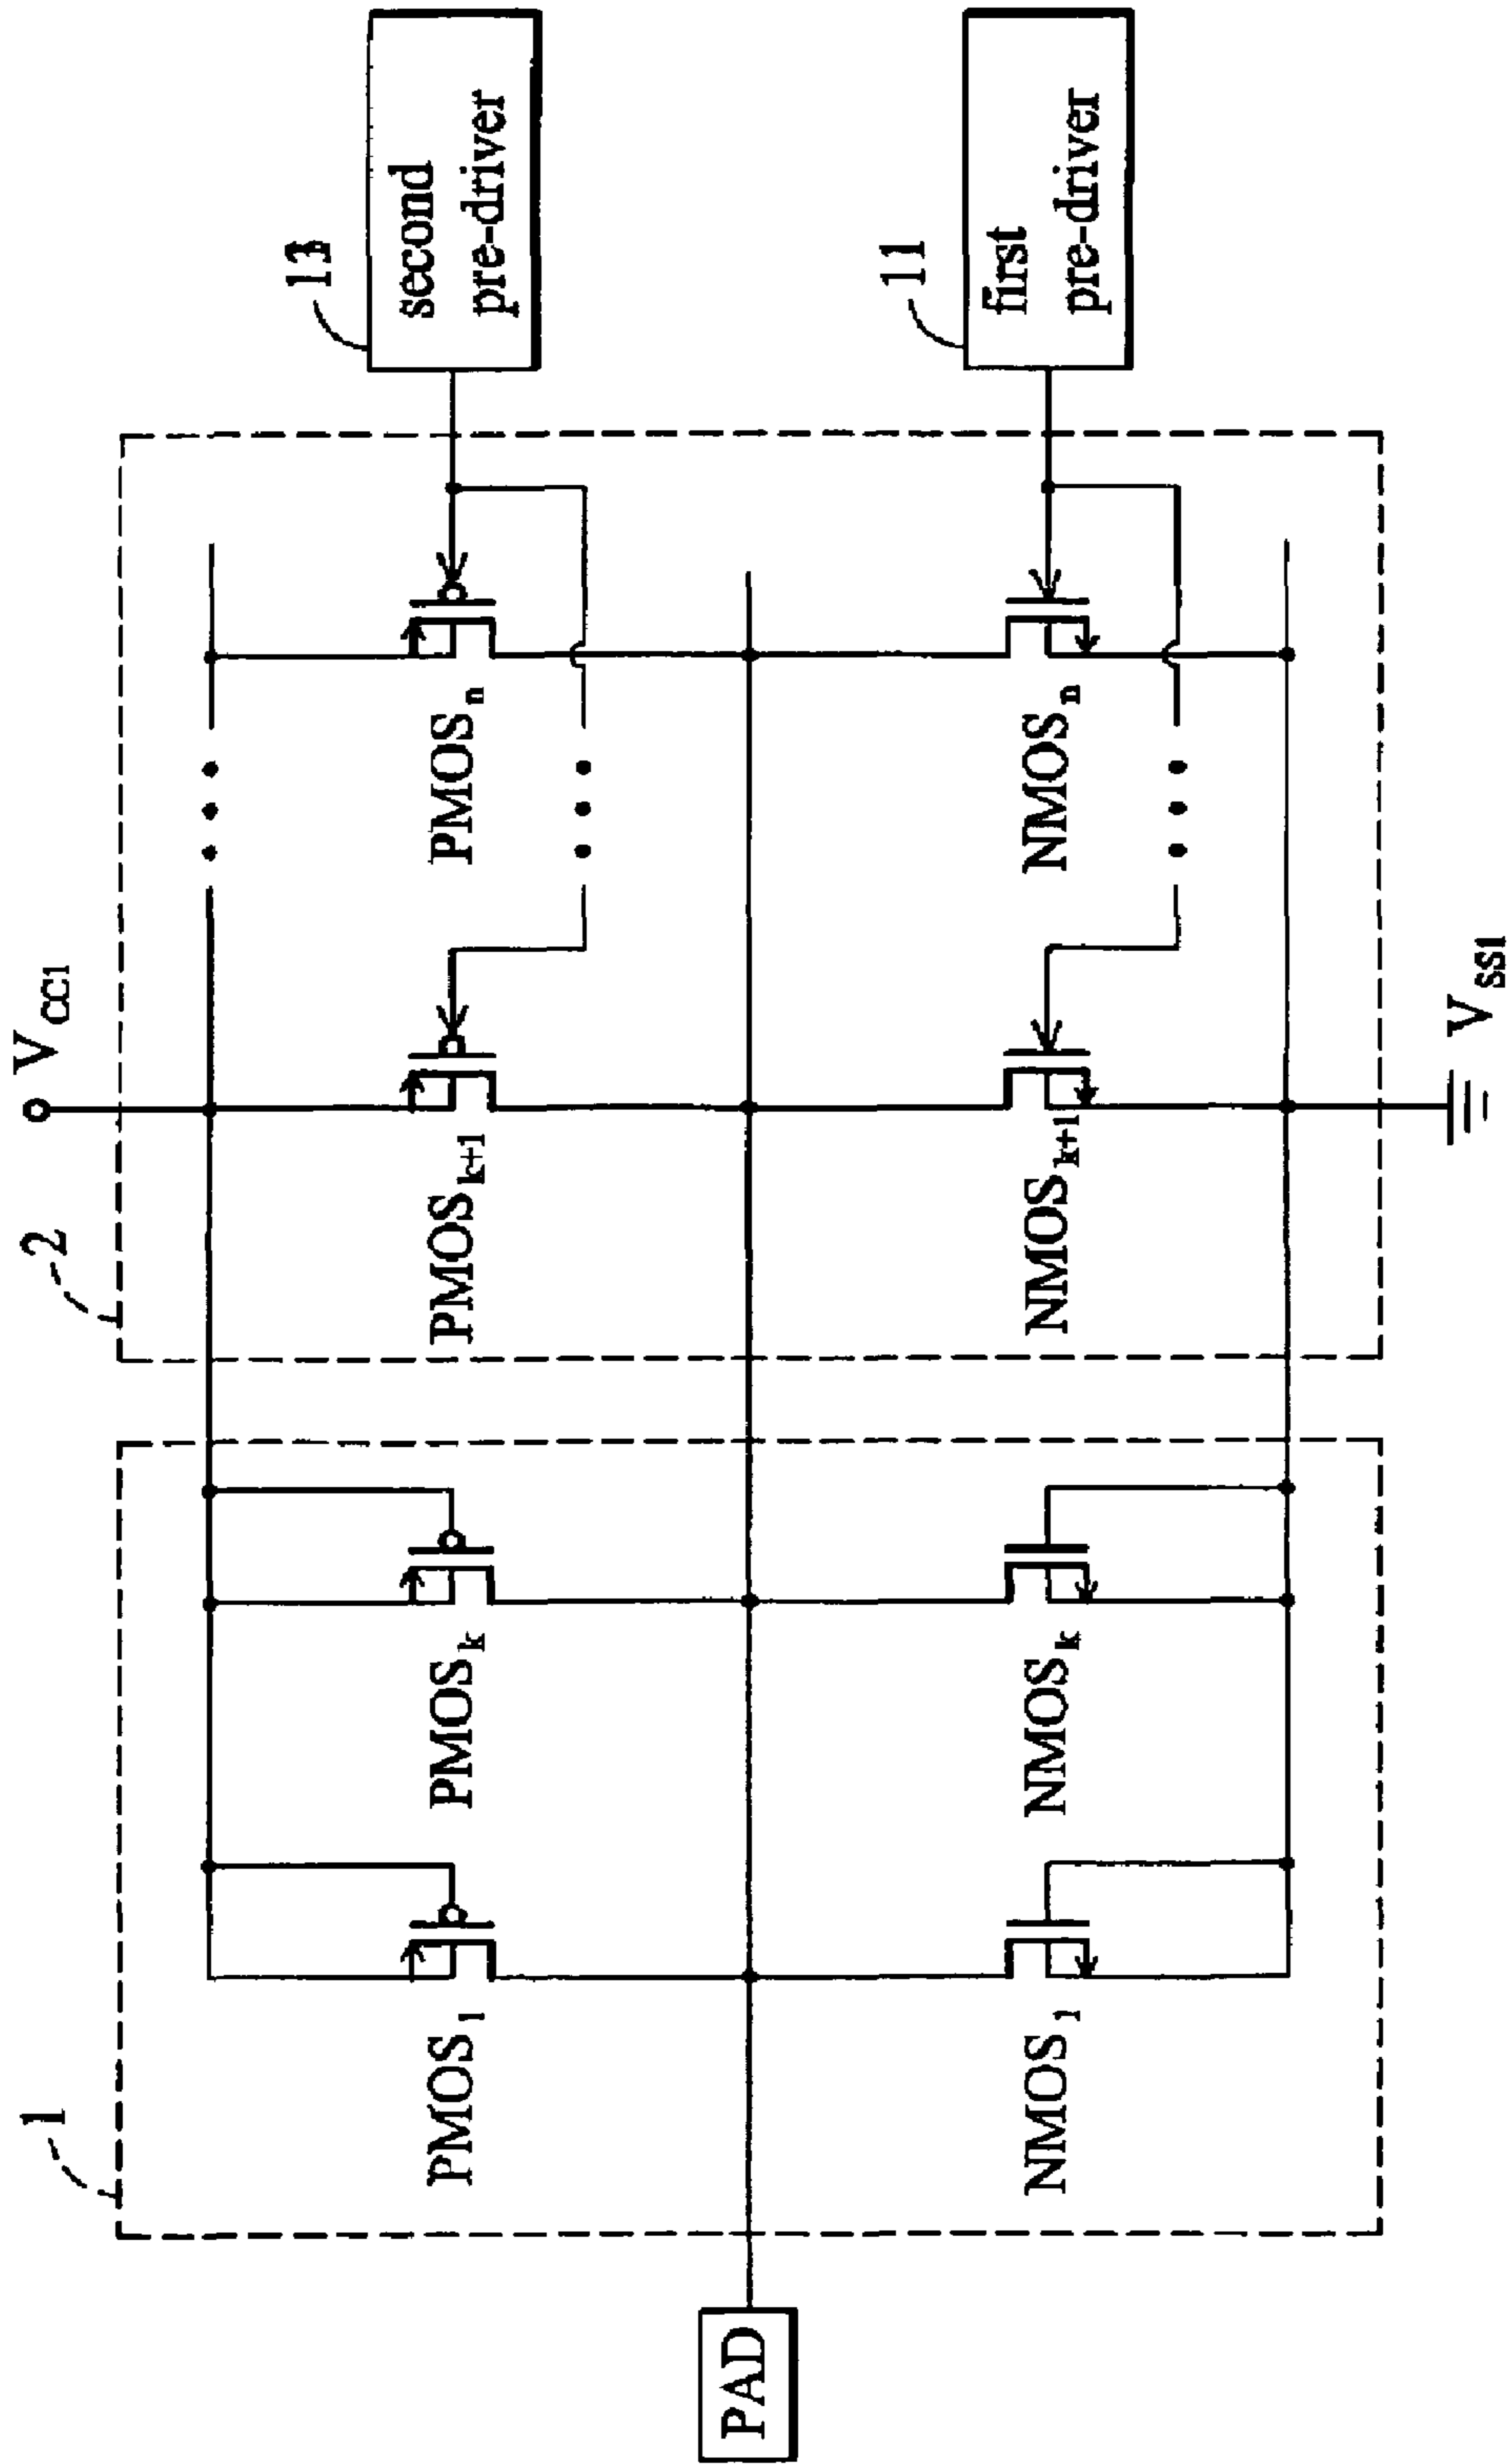 V_CC1
2
1
13
second
pre-driver
PMOS_1
PMOS_k
PMOS_k+1
PMOS_n
PAD
11
first
pre-driver
NMOS_1
NMOS_k
NMOS_k+1
NMOS_n
V_SS1